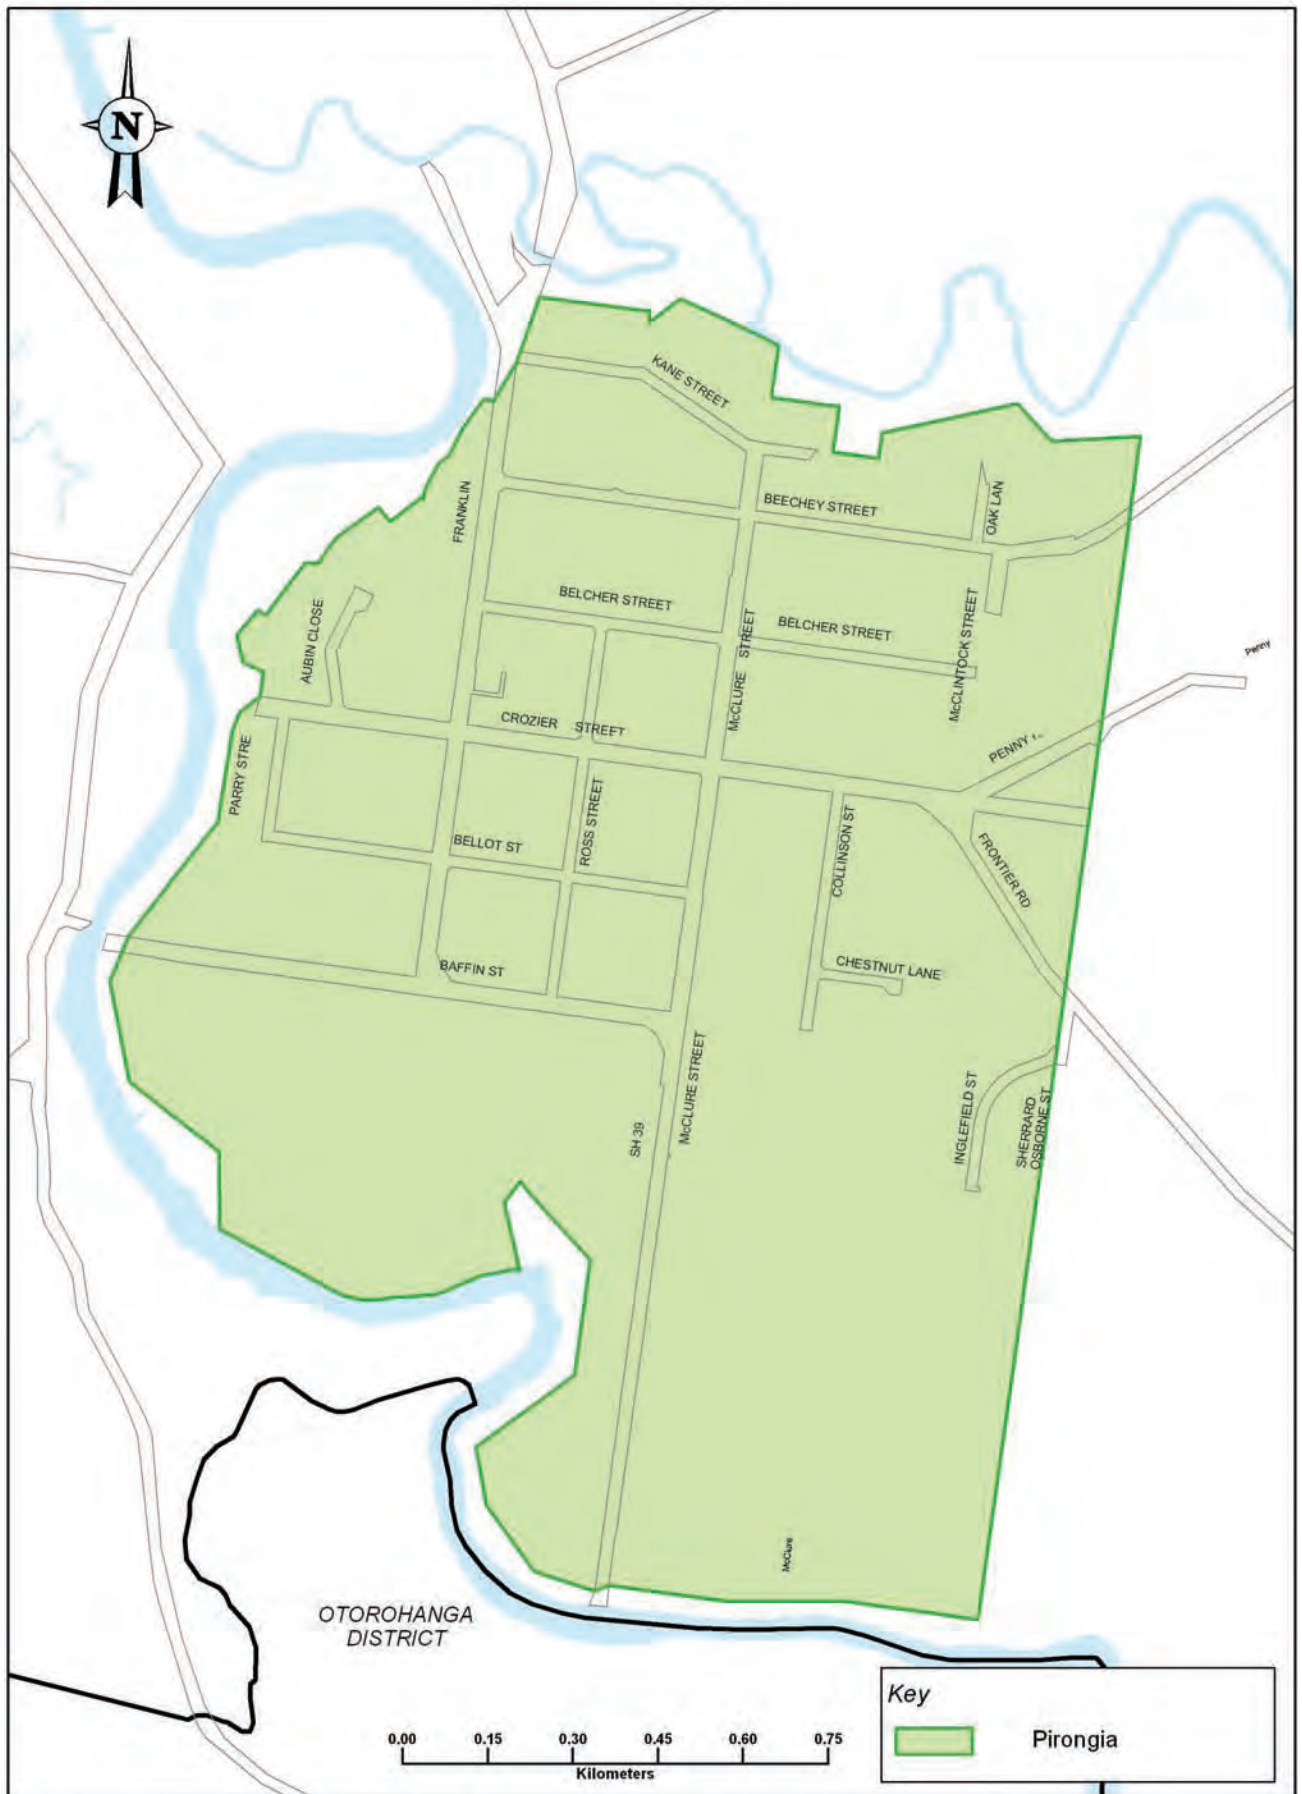 N
KANE STREET
FRANKLIN
BEECHEY STREET
OAK LAN
BELCHER STREET
BELCHER STREET
AUBIN CLOSE
McCLURE STREET
McCLINTOCK STREET
Penny
CROZIER STREET
PARRY STRE
PENNY
BELLOT ST
ROSS STREET
COLLINSON ST
FRONTIER RD
BAFFIN ST
CHESTNUT LANE
SH 39
McCLURE STREET
INGLEFIELD ST
SHERRARD
OSBORNE ST
McClure
OTOROHANGA
DISTRICT
Key
Pirongia
0.00 0.15 0.30 0.45 0.60 0.75
Kilometers